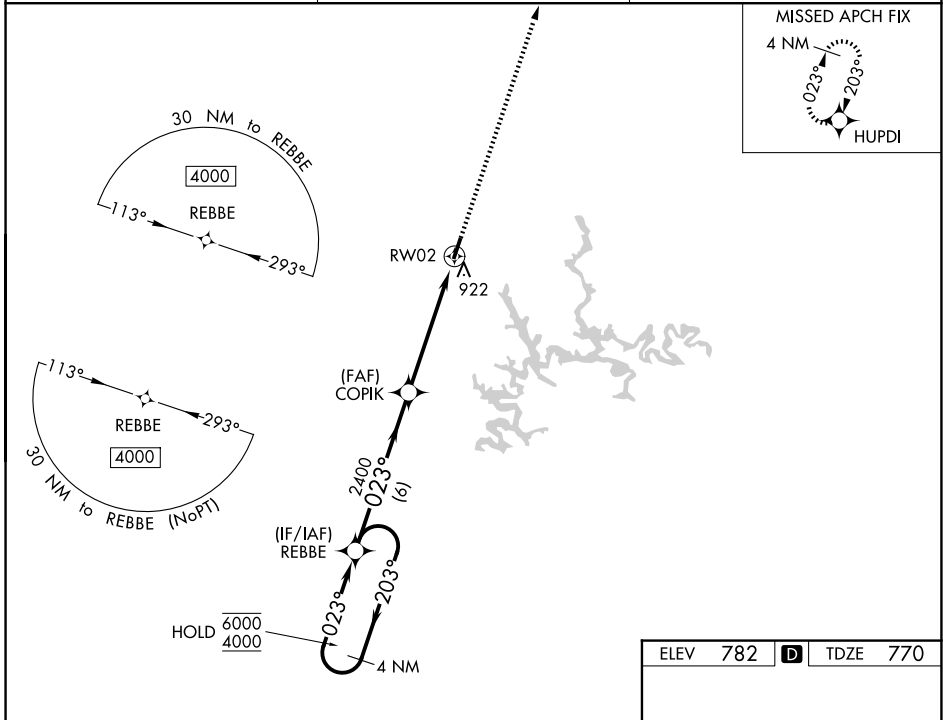 MISSED APCH FIX
4 NM
023°
203°
HUPDI
30 NM to REBBE
4000
REBBE
113°
293°
RW02
922
(FAF)
COPIK
113°
293°
REBBE
4000
30 NM to REBBE (NoPT)
2400
023°
(6)
(IF/IAF)
REBBE
023°
203°
HOLD 6000
4000
4 NM
ELEV 782 D TDZE 770